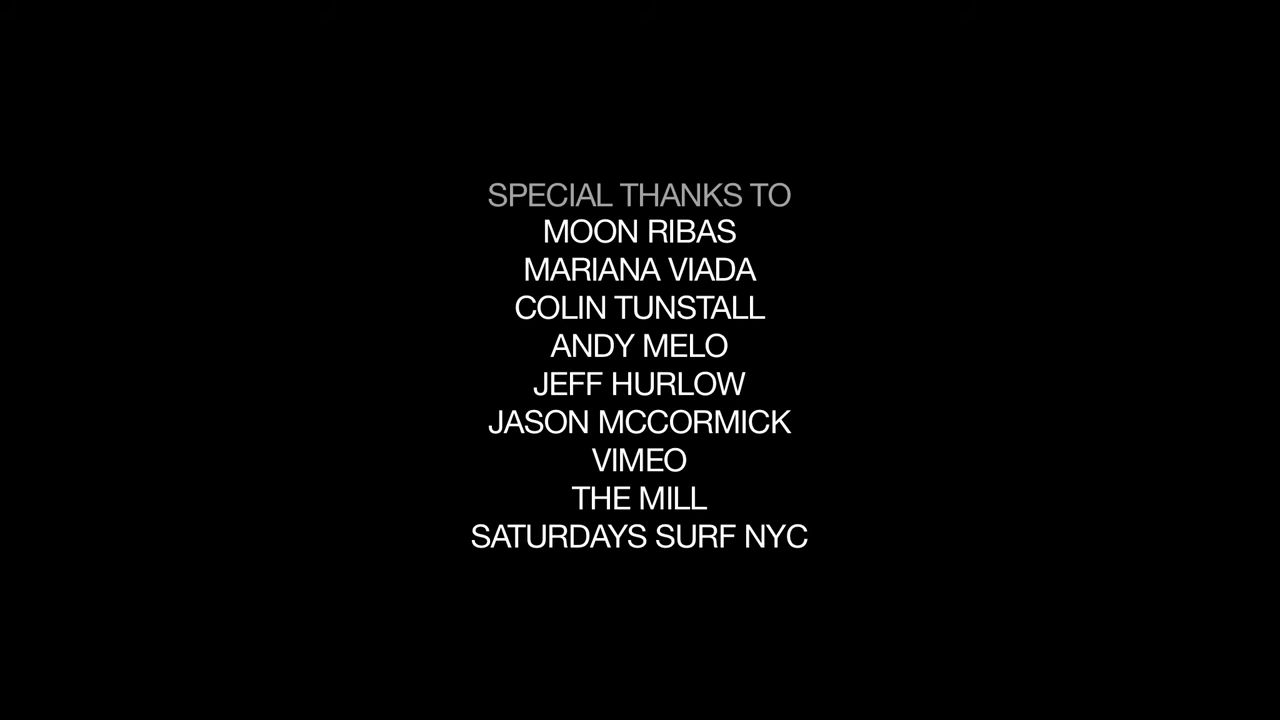 SPECIAL THANKS TO
MOON RIBAS
MARIANA VIADA
COLIN TUNSTALL
ANDY MELO
JEFF HURLOW
JASON MCCORMICK
VIMEO
THE MILL
SATURDAYS SURF NYC